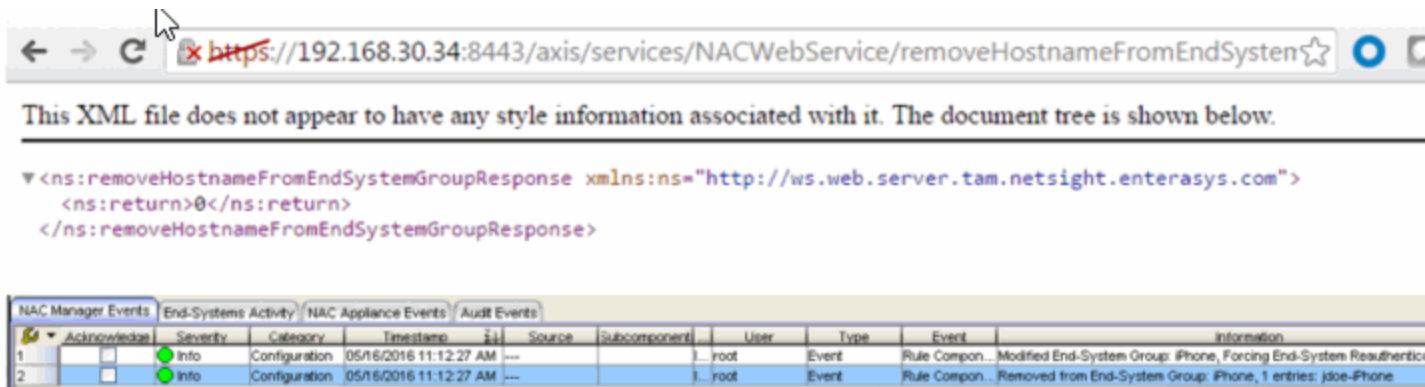 https://192.168.30.34:8443/axis/services/NACWebService/removeHostnameFromEndSystem
This XML file does not appear to have any style information associated with it. The document tree is shown below.
▼<ns:removeHostnameFromEndSystemGroupResponse xmlns:ns="http://ws.web.server.tam.netsight.enterasys.com">
<ns:return>0</ns:return>
</ns:removeHostnameFromEndSystemGroupResponse>
NAC Manager Events End-Systems Activity NAC Appliance Events Audit Events
Acknowledge Severity Category Timestamp Source Subcomponent ... User Type Event Information
1 Info Configuration 05/16/2016 11:12:27 AM --- l... root Event Rule Compon... Modified End-System Group: iPhone, Forcing End-System Reauthentic
2 Info Configuration 05/16/2016 11:12:27 AM --- l... root Event Rule Compon... Removed from End-System Group: iPhone, 1 entries: jdoe-iPhone